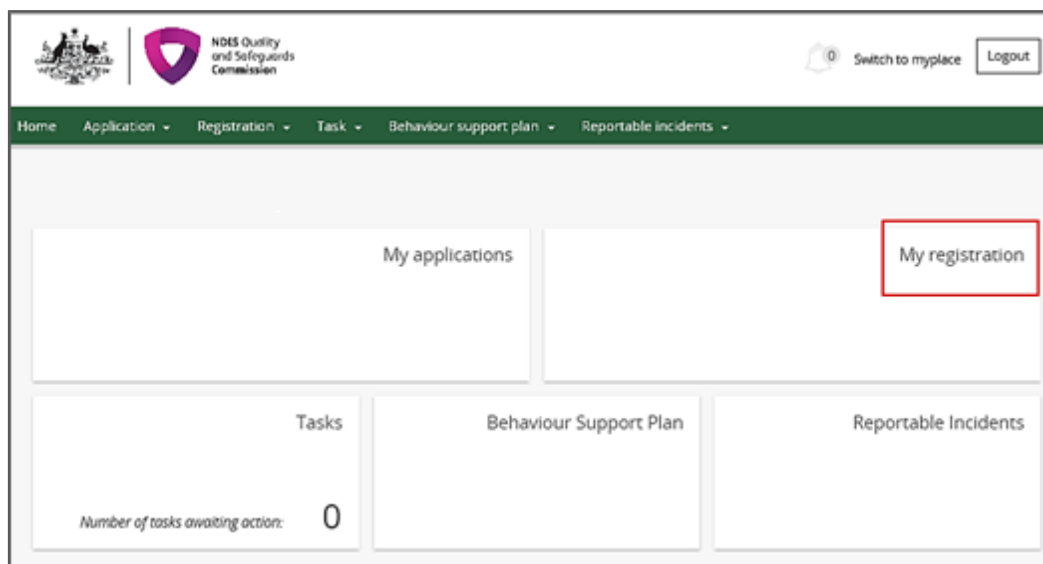 NDIS Quality
and Safeguards
Commission
0 Switch to myplace Logout
Home Application Registration Task Behaviour support plan Reportable incidents
My applications My registration
Tasks Behaviour Support Plan Reportable Incidents
Number of tasks awaiting action: 0